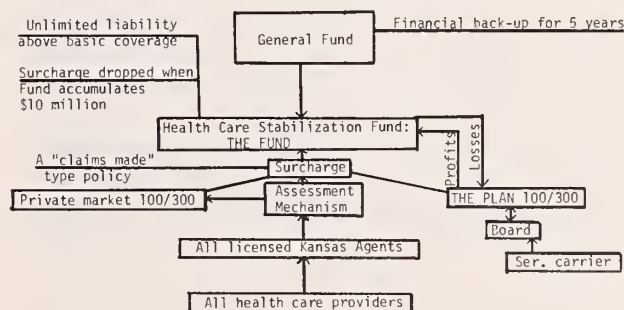 Unlimited liability
above basic coverage
Financial back-up for 5 years
General Fund
Surcharge dropped when
Fund accumulates
$10 million
Health Care Stabilization Fund:
THE FUND
Profits
Losses
A "claims made"
type policy
Surcharge
Private market 100/300
Assessment
Mechanism
THE PLAN 100/300
Board
All licensed Kansas Agents
Ser. carrier
All health care providers